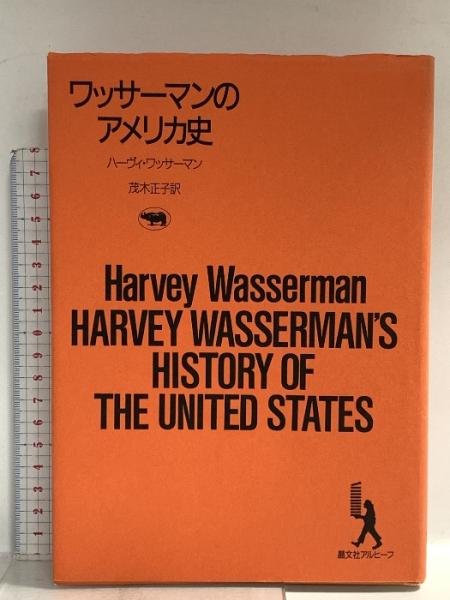 ワッサーマンの
アメリカ史
ハーヴィ・ワッサーマン
茂木正子訳
Harvey Wasserman
HARVEY WASSERMAN'S
HISTORY OF
THE UNITED STATES
晶文社アルヒーフ